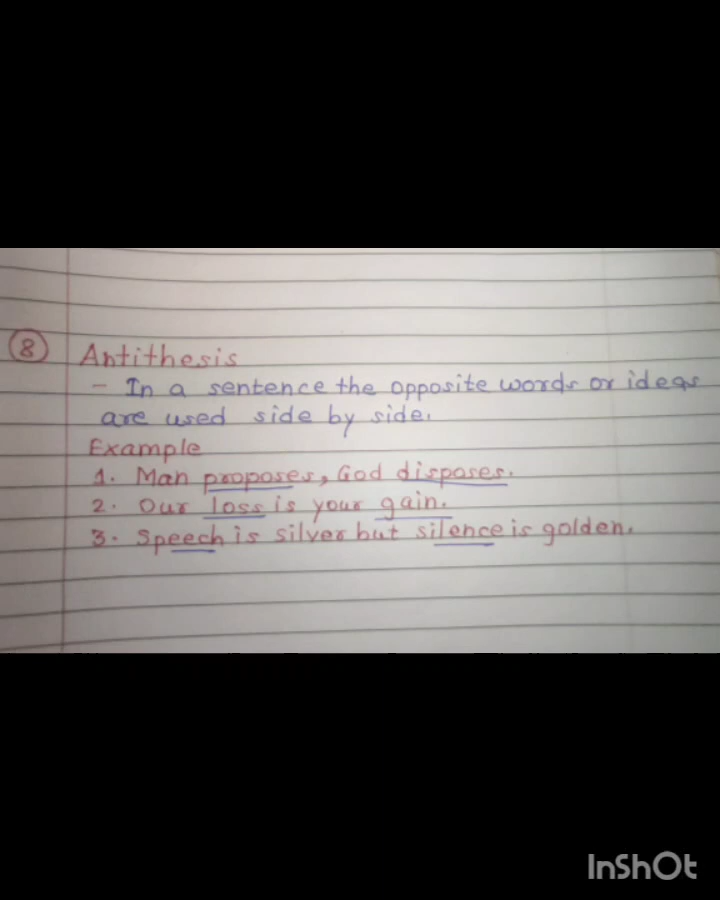 8 Antithesis
- In a sentence the opposite words or ideas
are used side by side.
Example
1. Man proposes, God disposes.
2. Our loss is your gain.
3. Speech is silver but silence is golden.
InShOt